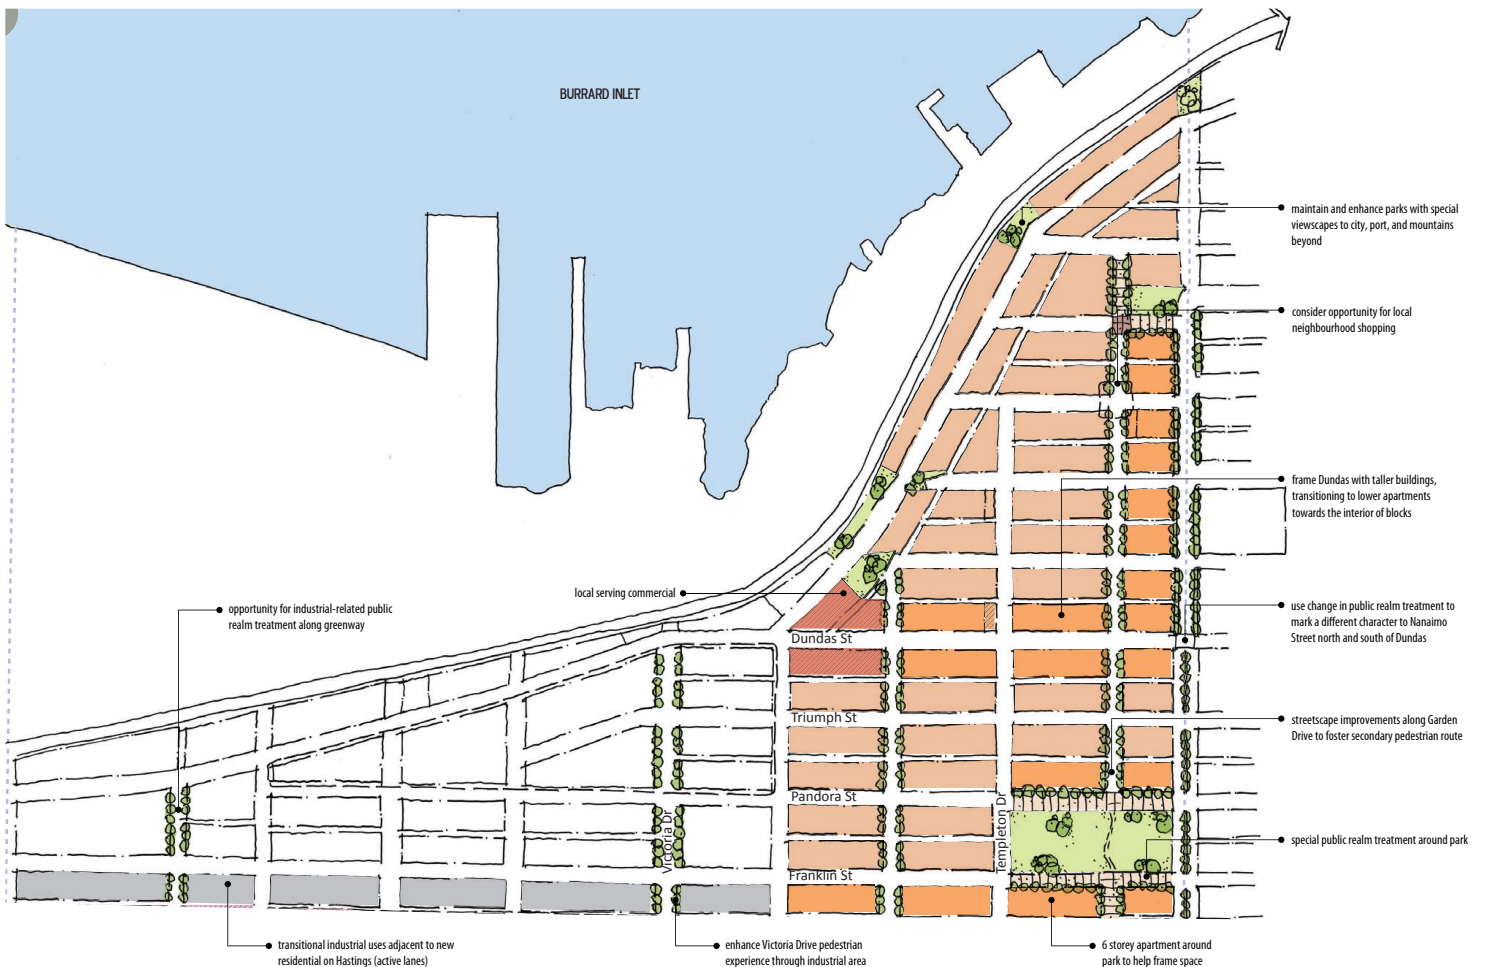 BURRARD INLET
maintain and enhance parks with special
viewscapes to city, port, and mountains
beyond
consider opportunity for local
neighbourhood shopping
frame Dundas with taller buildings,
transitioning to lower apartments
towards the interior of blocks
local serving commercial
opportunity for industrial-related public
realm treatment along greenway
use change in public realm treatment to
mark a different character to Nanaimo
Street north and south of Dundas
Dundas St
Triumph St
streetscape improvements along Garden
Drive to foster secondary pedestrian route
Pandora St
Victoria Dr
Templeton Dr
special public realm treatment around park
Franklin St
transitional industrial uses adjacent to new
residential on Hastings (active lanes)
enhance Victoria Drive pedestrian
experience through industrial area
6 storey apartment around
park to help frame space